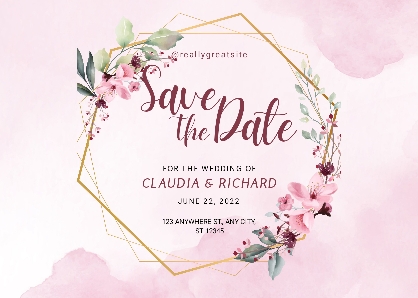 @reallygreatsite
Save
the Date
FOR THE WEDDING OF
CLAUDIA & RICHARD
JUNE 22, 2022
123 ANYWHERE ST., ANY CITY,
ST 12345